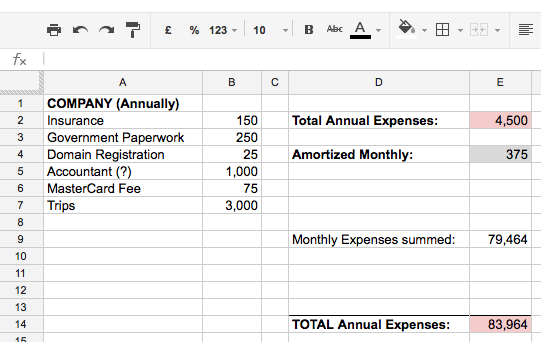 £ % 123 10 B Abc A
fx
A B C D E
1 COMPANY (Annually)
2 Insurance 150 Total Annual Expenses: 4,500
3 Government Paperwork 250
4 Domain Registration 25 Amortized Monthly: 375
5 Accountant (?) 1,000
6 MasterCard Fee 75
7 Trips 3,000
8
9 Monthly Expenses summed: 79,464
10
11
12
13
14 TOTAL Annual Expenses: 83,964
15